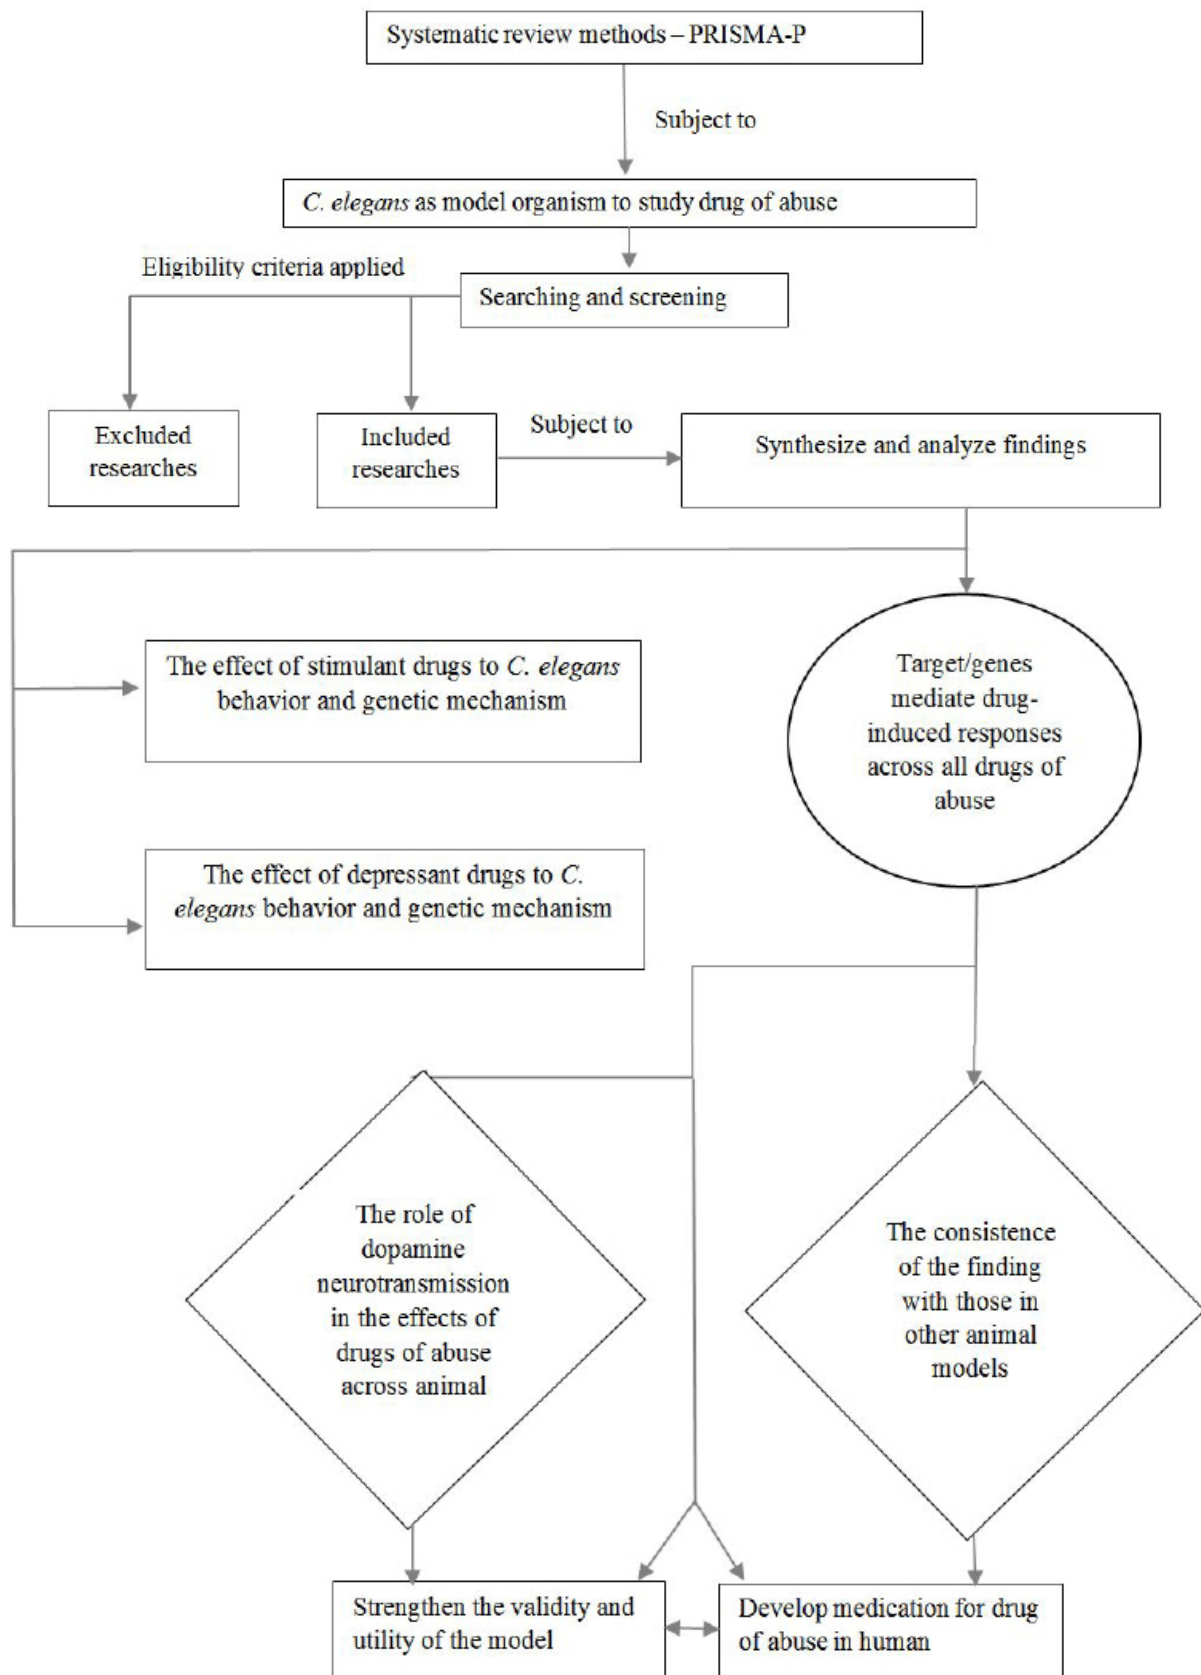 Systematic review methods – PRISMA-P
Subject to
C. elegans as model organism to study drug of abuse
Eligibility criteria applied
Searching and screening
Excluded
researches
Included
researches
Subject to
Synthesize and analyze findings
The effect of stimulant drugs to C. elegans
behavior and genetic mechanism
Target/genes
mediate drug-
induced responses
across all drugs of
abuse
The effect of depressant drugs to C.
elegans behavior and genetic mechanism
The role of
dopamine
neurotransmission
in the effects of
drugs of abuse
across animal
The consistence
of the finding
with those in
other animal
models
Strengthen the validity and
utility of the model
Develop medication for drug
of abuse in human